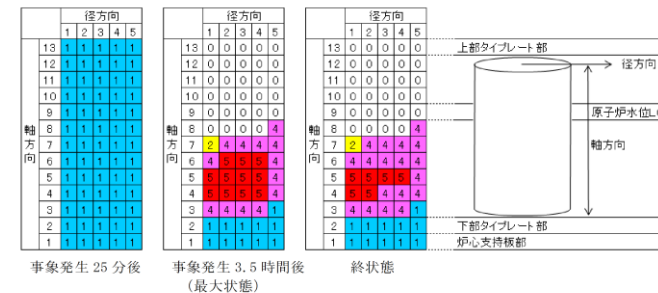 径方向
1 2 3 4 5
軸方向
13 1 1 1 1 1
12 1 1 1 1 1
11 1 1 1 1 1
10 1 1 1 1 1
9 1 1 1 1 1
8 1 1 1 1 1
7 1 1 1 1 1
6 1 1 1 1 1
5 1 1 1 1 1
4 1 1 1 1 1
3 1 1 1 1 1
2 1 1 1 1 1
1 1 1 1 1 1
事象発生 25 分後
径方向
1 2 3 4 5
軸方向
13 0 0 0 0 0
12 0 0 0 0 0
11 0 0 0 0 0
10 0 0 0 0 0
9 0 0 0 0 0
8 0 0 0 0 4
7 2 4 4 4 4
6 4 5 5 5 4
5 5 5 5 5 4
4 5 5 5 5 4
3 4 4 4 4 1
2 1 1 1 1 1
1 1 1 1 1 1
事象発生 3.5 時間後
（最大状態）
径方向
1 2 3 4 5
軸方向
13 0 0 0 0 0
12 0 0 0 0 0
11 0 0 0 0 0
10 0 0 0 0 0
9 0 0 0 0 0
8 0 0 0 0 4
7 2 4 4 4 4
6 4 4 4 4 4
5 5 5 5 5 4
4 5 5 4 4 4
3 4 4 4 4 1
2 1 1 1 1 1
1 1 1 1 1 1
終状態
上部タイプレート部
径方向
原子炉水位
軸方向
下部タイプレート部
炉心支持板部